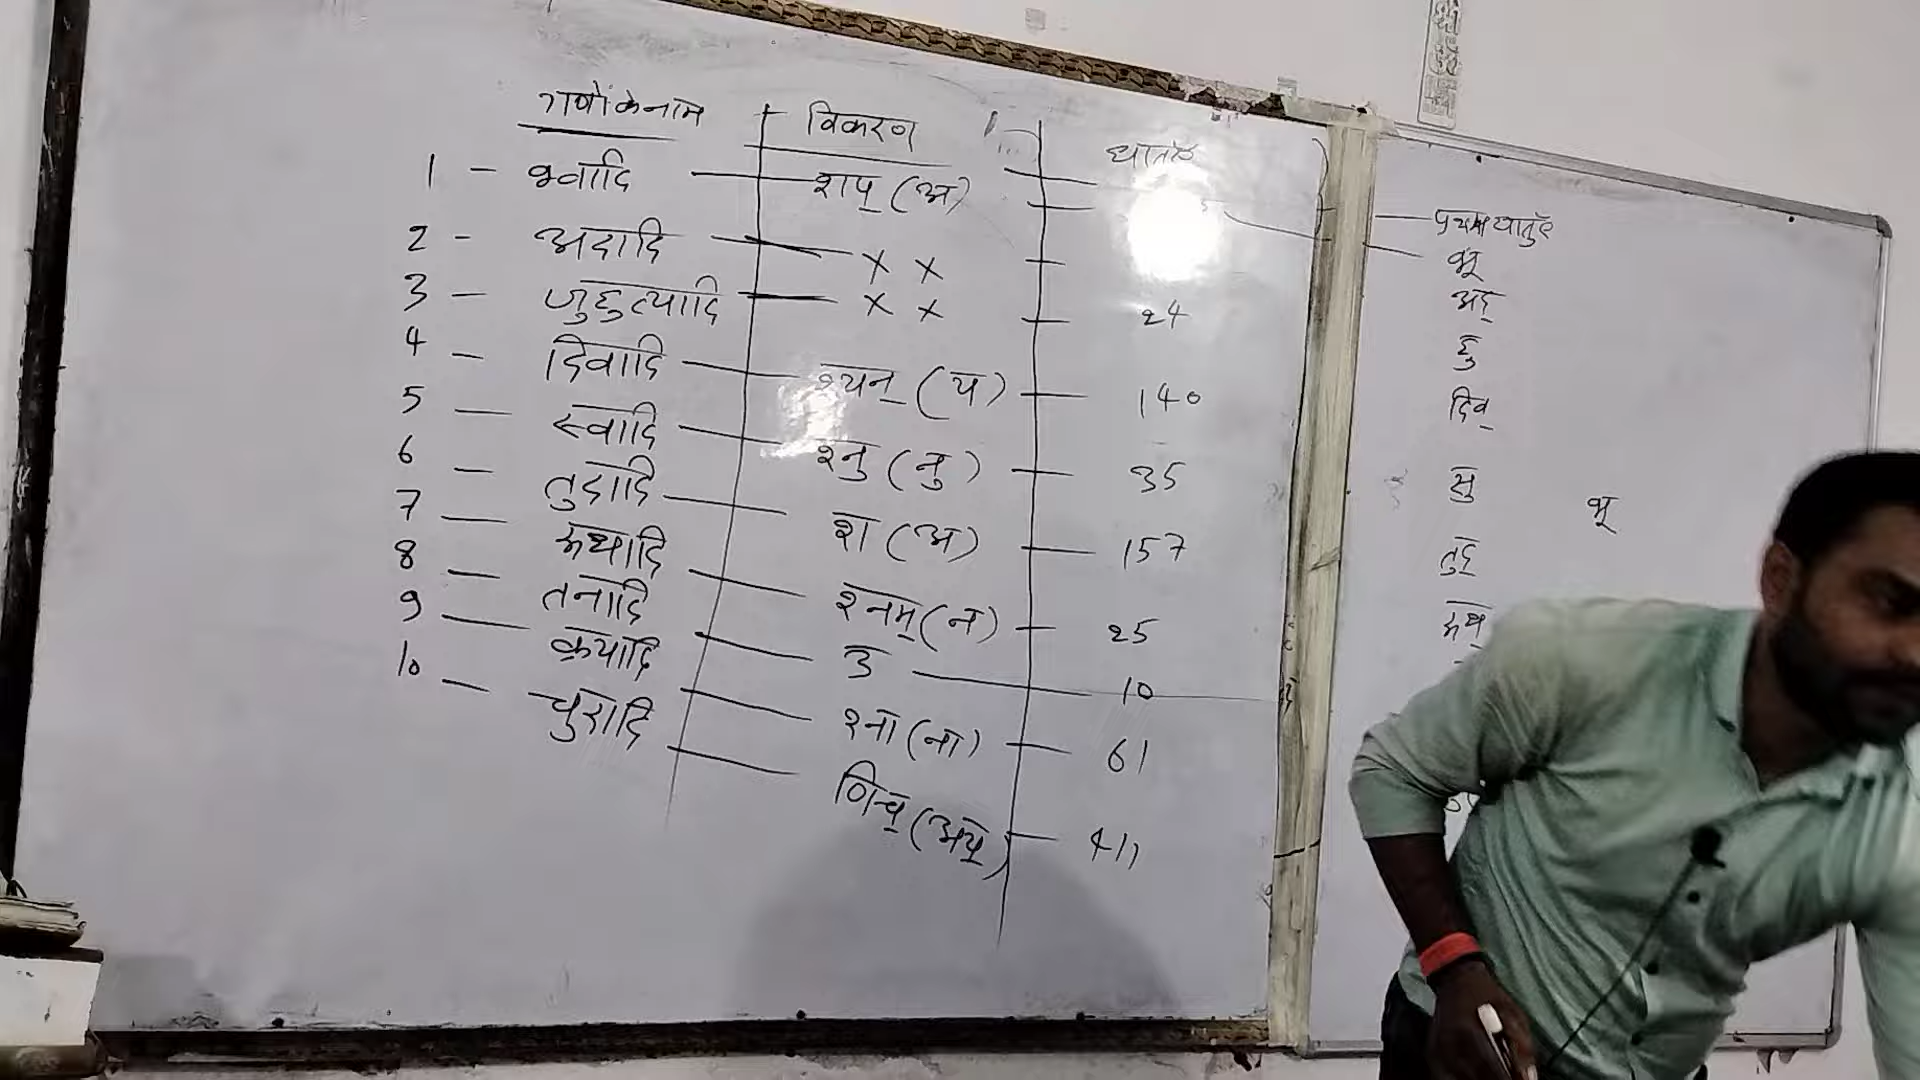 गणों के नाम विकरण धातुएँ
1 - भ्वादि — शप् (अ)
2 - अदादि — x x
3 - जुहुत्यादि — x x — 24
4 - दिवादि — श्यन् (य) — 140
5 — स्वादि — श्नु (नु) — 35
6 — तुदादि — श (अ) — 157
7 — रूधादि — श्नम् (न) — 25
8 — तनादि — उ — 10
9 — क्रयादि — श्ना (ना) — 61
10 — चुरादि — णिच् (अय्) — 411
प्रथम धातुएँ
भू
अद्
हु
दिव्
सु
भू
तुद्
रूध्